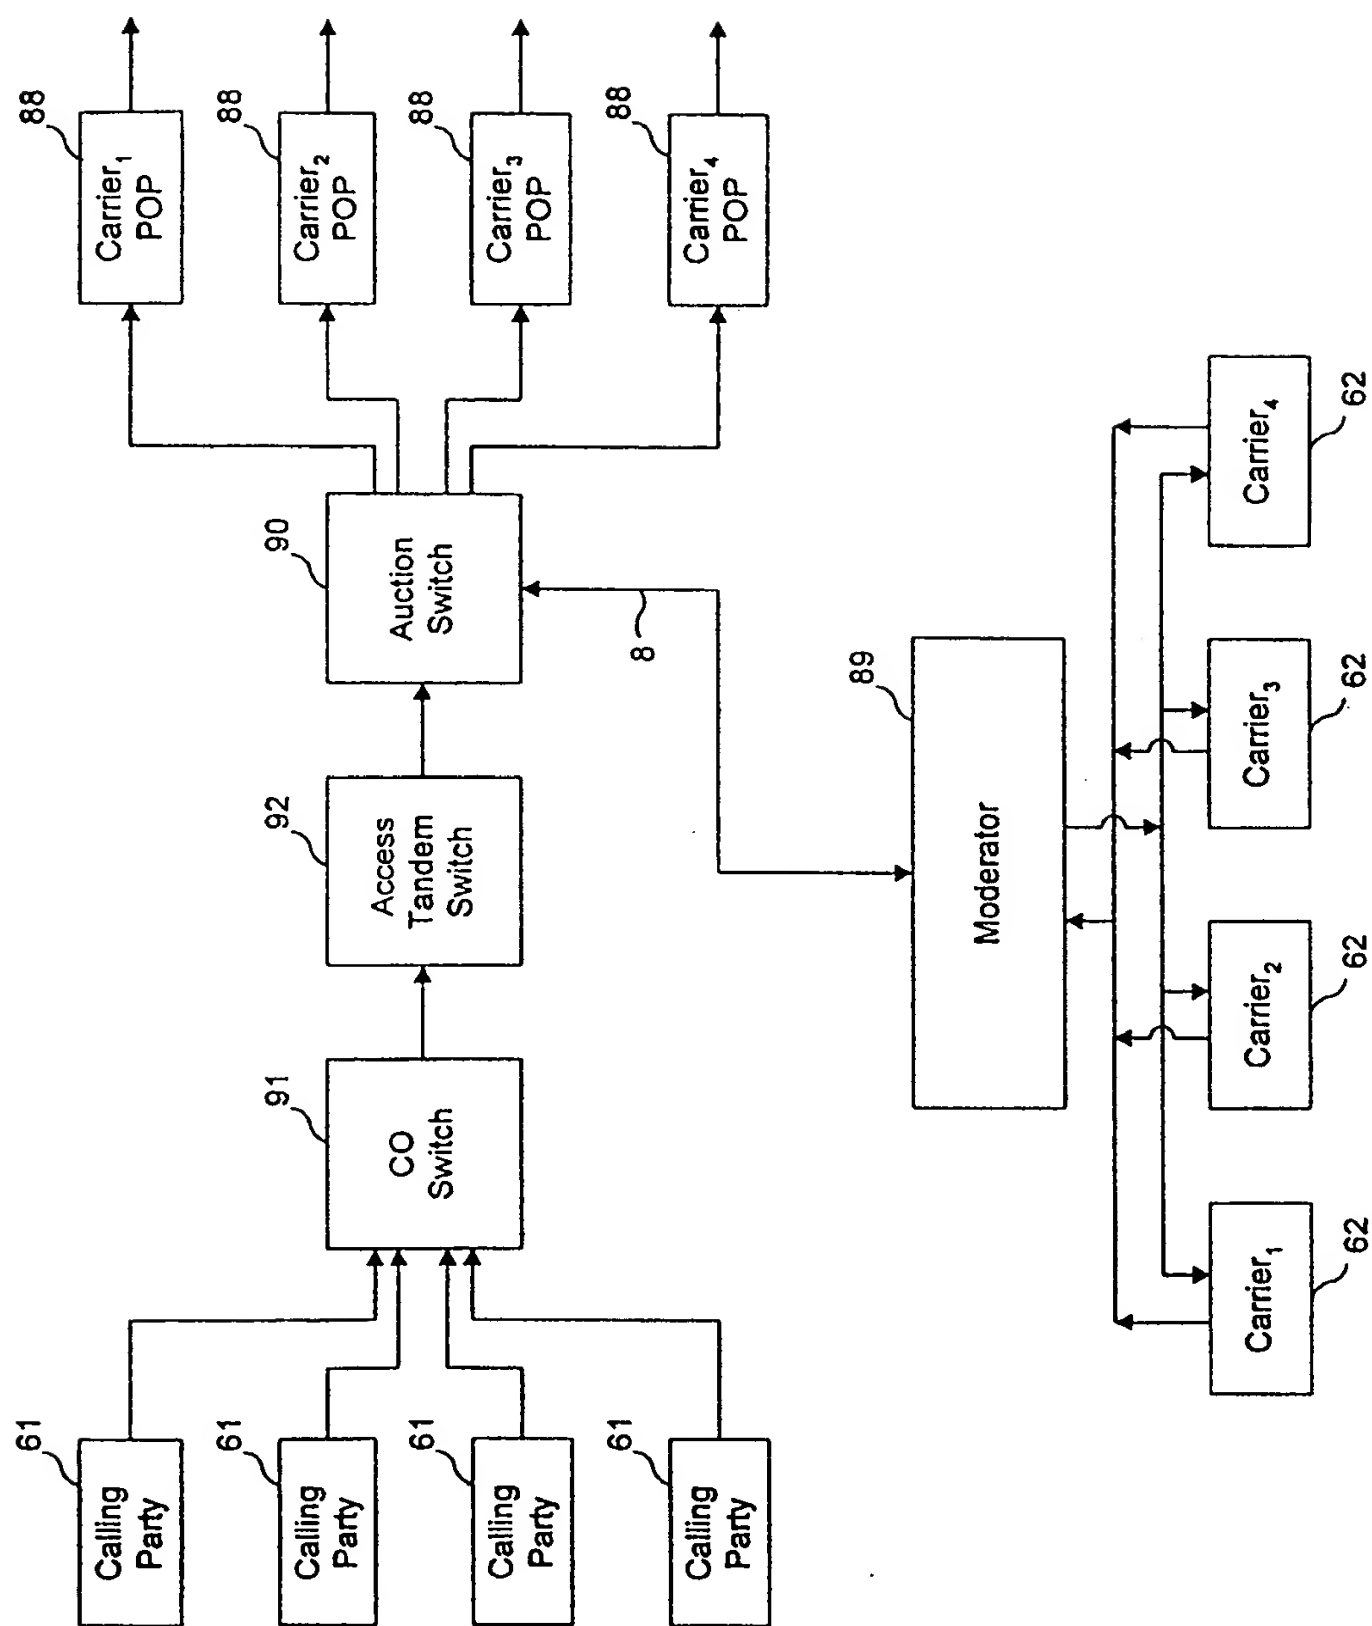 61
Calling
Party
61
Calling
Party
61
Calling
Party
61
Calling
Party
91
CO
Switch
92
Access
Tandem
Switch
90
Auction
Switch
88
Carrier1
POP
88
Carrier2
POP
88
Carrier3
POP
88
Carrier4
POP
8
89
Moderator
Carrier1
62
Carrier2
62
Carrier3
62
Carrier4
62